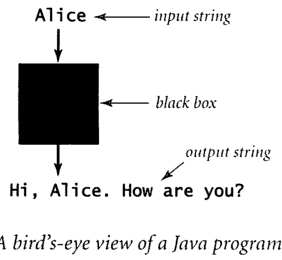 Alice
input string
black box
output string
Hi, Alice. How are you?
A bird's-eye view of a Java program